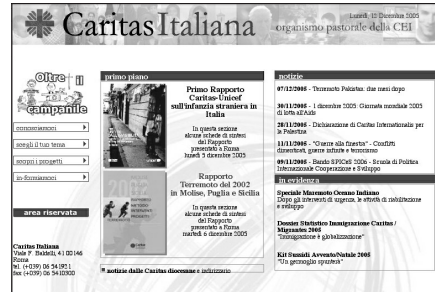 Lunedì, 12 Dicembre 2005
Caritas Italiana
organismo pastorale della CEI
Oltre il
campanile
conosciamoci
scegli il tuo tema
scopri i progetti
in-formiamoci
area riservata
Caritas Italiana
Viale F. Baldelli, 41 00146
Roma
tel. (+039) 06 541921
fax (+039) 06 5410300
primo piano
Primo Rapporto
Caritas-Unicef
sull'infanzia straniera in
Italia
In questa sezione
alcune schede di sintesi
del Rapporto
presentato a Roma
lunedì 5 dicembre 2005
2002
Rapporto
Terremoto del 2002
in Molise, Puglia e Sicilia
In questa sezione
alcune schede di sintesi
del Rapporto
presentato a Roma
martedì 6 dicembre 2005
notizie dalle Caritas diocesane e indirizzario
notizie
07/12/2005 - Terremoto Pakistan: due mesi dopo
30/11/2005 - 1 dicembre 2005: Giornata mondiale 2005
di lotta all'Aids
28/11/2005 - Dichiarazione di Caritas Internationalis per
la Palestina
11/11/2005 - "Guerre alla finestra" - Conflitti
dimenticati, guerre infinite e terrorismo
09/11/2005 - Bando SPICeS 2006 - Scuola di Politica
Internazionale Cooperazione e Sviluppo
in evidenza
Speciale Maremoto Oceano Indiano
Dopo gli interventi di urgenza, le attività di riabilitazione
e sviluppo
Dossier Statistico Immigrazione Caritas /
Migrantes 2005
"Immigrazione è globalizzazione"
Kit Sussidi Avvento/Natale 2005
"Un germoglio spunterà"